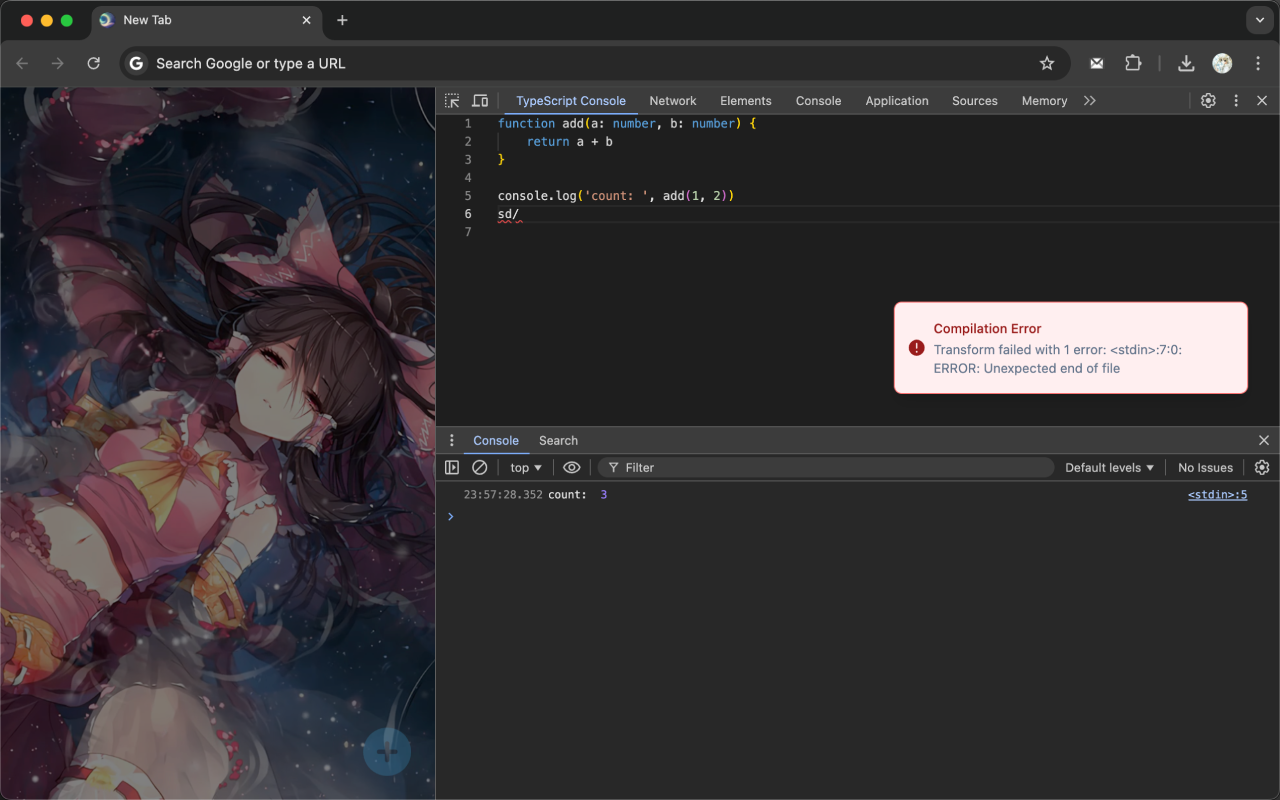 New Tab
Search Google or type a URL
TypeScript Console Network Elements Console Application Sources Memory
1 function add(a: number, b: number) {
2 return a + b
3 }
4
5 console.log('count: ', add(1, 2))
6 sd/
7
Compilation Error
Transform failed with 1 error: <stdin>:7:0:
ERROR: Unexpected end of file
Console Search
top Filter Default levels No Issues
23:57:28.352 count: 3 <stdin>:5